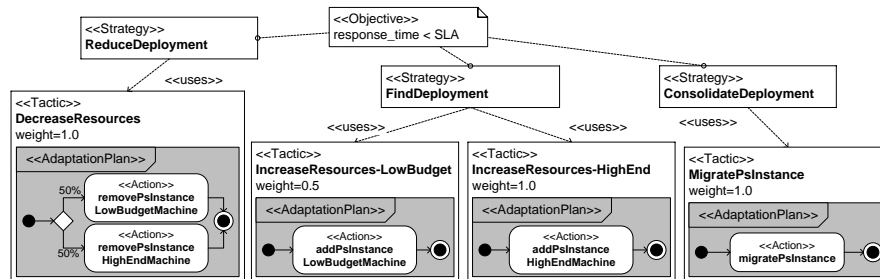 <<Objective>>
response_time < SLA
<<Strategy>>
ReduceDeployment
<<uses>>
<<Strategy>>
FindDeployment
<<Strategy>>
ConsolidateDeployment
<<Tactic>>
DecreaseResources
weight=1.0
<<AdaptationPlan>>
50%
<<Action>>
removePsInstance
LowBudgetMachine
50%
<<Action>>
removePsInstance
HighEndMachine
<<uses>>
<<Tactic>>
IncreaseResources-LowBudget
weight=0.5
<<AdaptationPlan>>
<<Action>>
addPsInstance
LowBudgetMachine
<<uses>>
<<Tactic>>
IncreaseResources-HighEnd
weight=1.0
<<AdaptationPlan>>
<<Action>>
addPsInstance
HighEndMachine
<<uses>>
<<Tactic>>
MigratePsInstance
weight=1.0
<<AdaptationPlan>>
<<Action>>
migratePsInstance